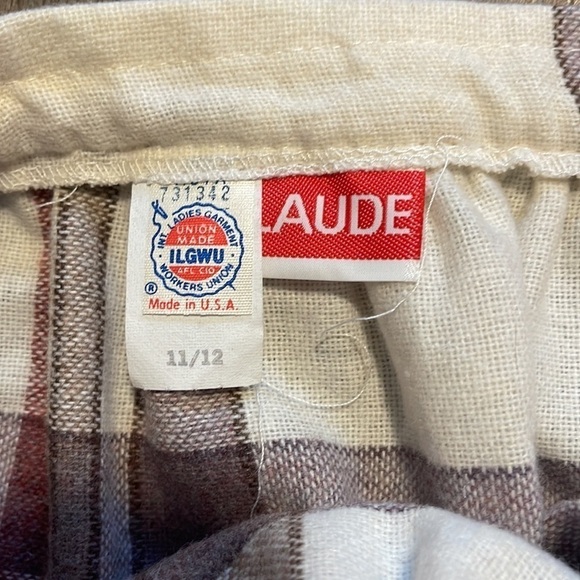 731342
INT. LADIES GARMENT
UNION
MADE
ILGWU
AFL CIO
WORKERS UNION
®
Made in U.S.A.
11/12
LAUDE